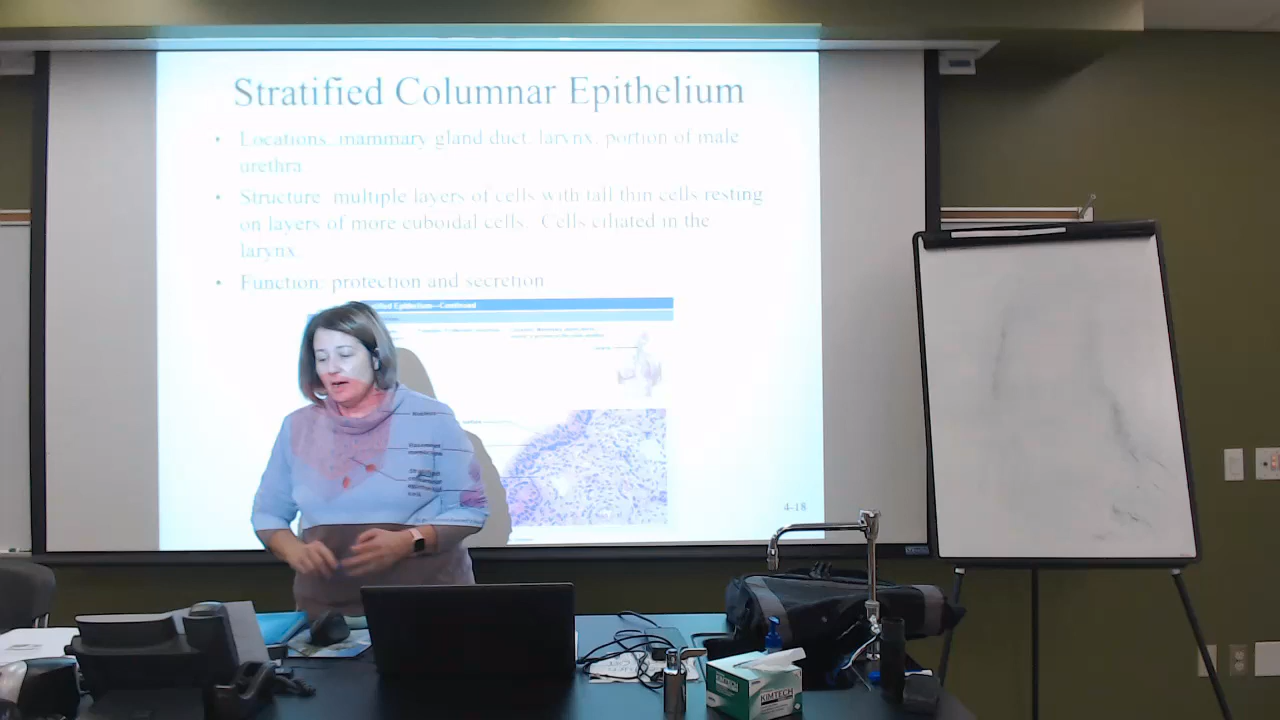 Stratified Columnar Epithelium
• Locations: mammary gland duct, larynx, portion of male
urethra
• Structure: multiple layers of cells with tall thin cells resting
on layers of more cuboidal cells. Cells ciliated in the
larynx.
• Function: protection and secretion
Epithelium—Continued
4-18
KIMTECH